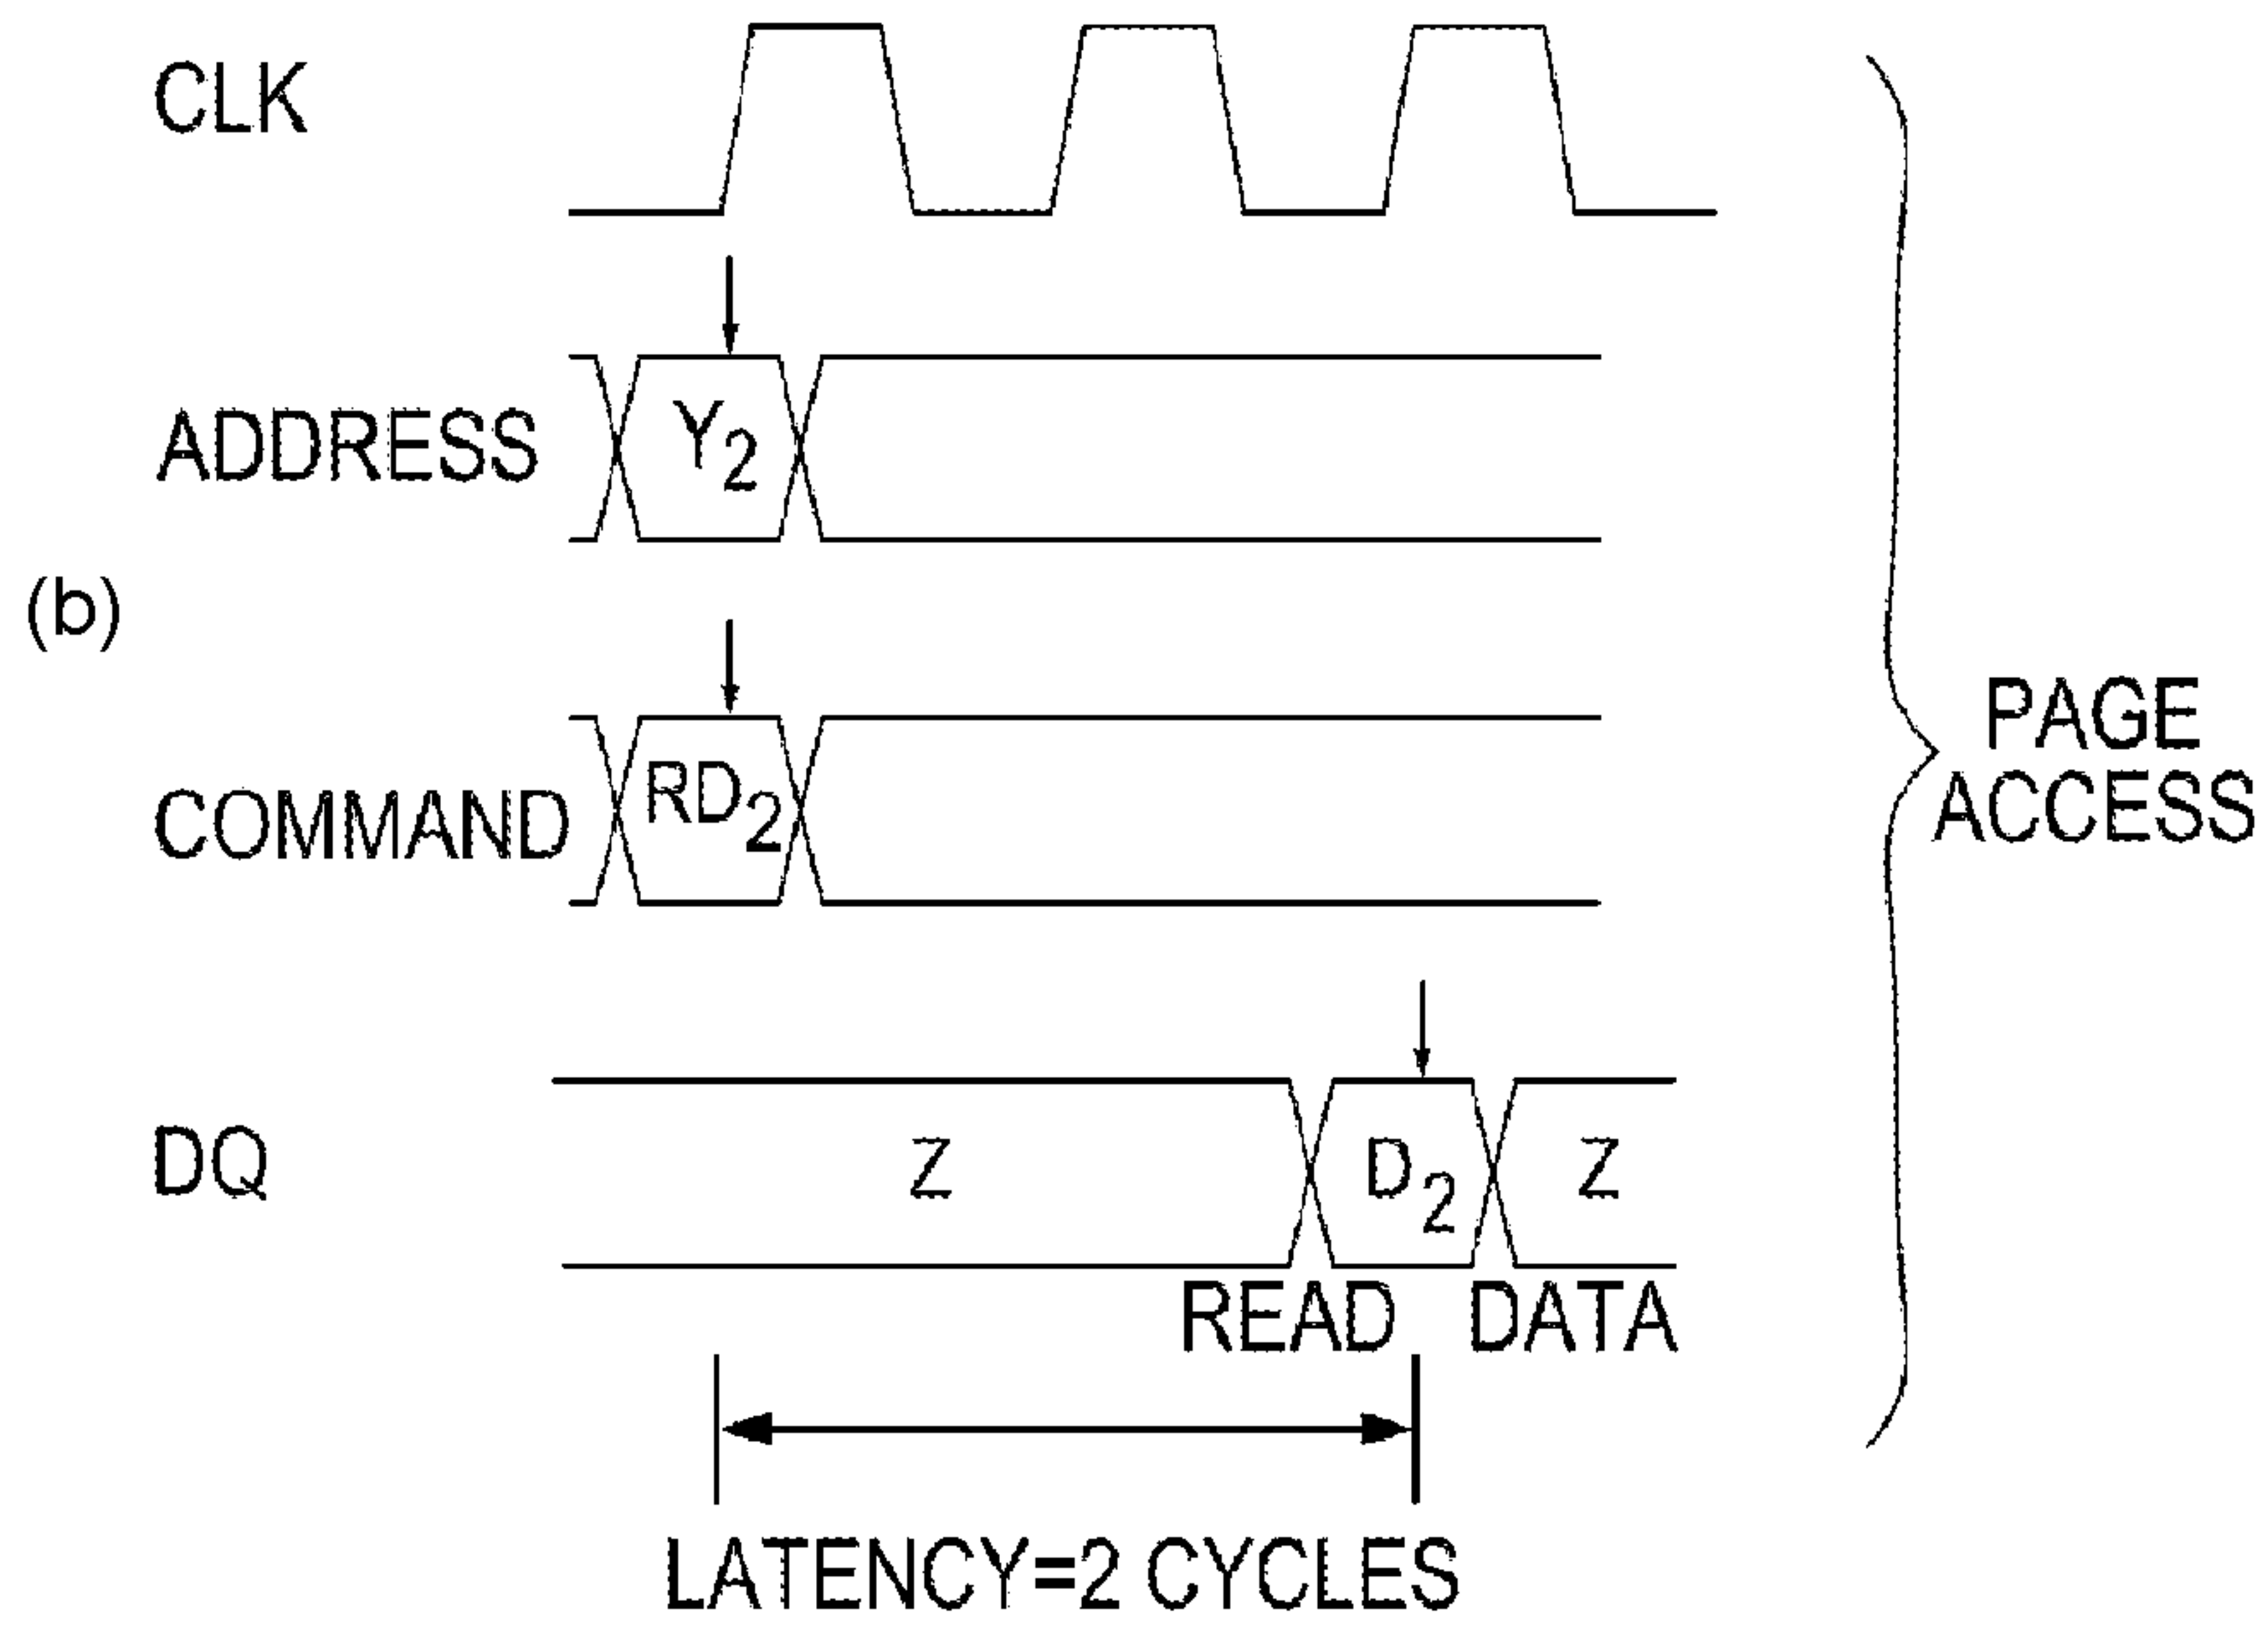 CLK
ADDRESS
Y2
(b)
COMMAND
RD2
PAGE
ACCESS
DQ
Z
D2
Z
READ DATA
LATENCY=2 CYCLES